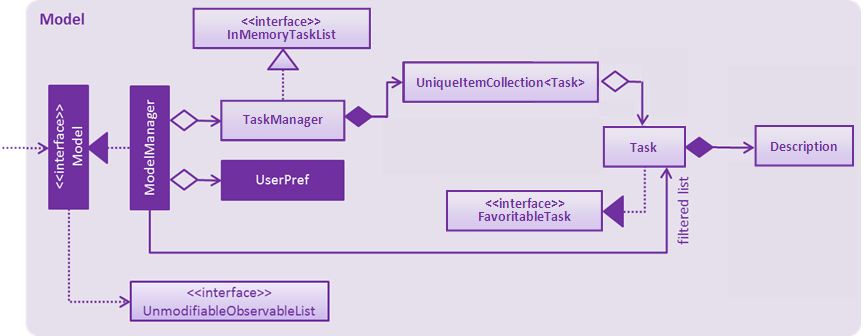 Model
<<interface>>
InMemoryTaskList
UniqueItemCollection<Task>
<<interface>>
Model
ModelManager
TaskManager
Task
Description
UserPref
<<interface>>
FavoritableTask
filtered list
<<interface>>
UnmodifiableObservableList